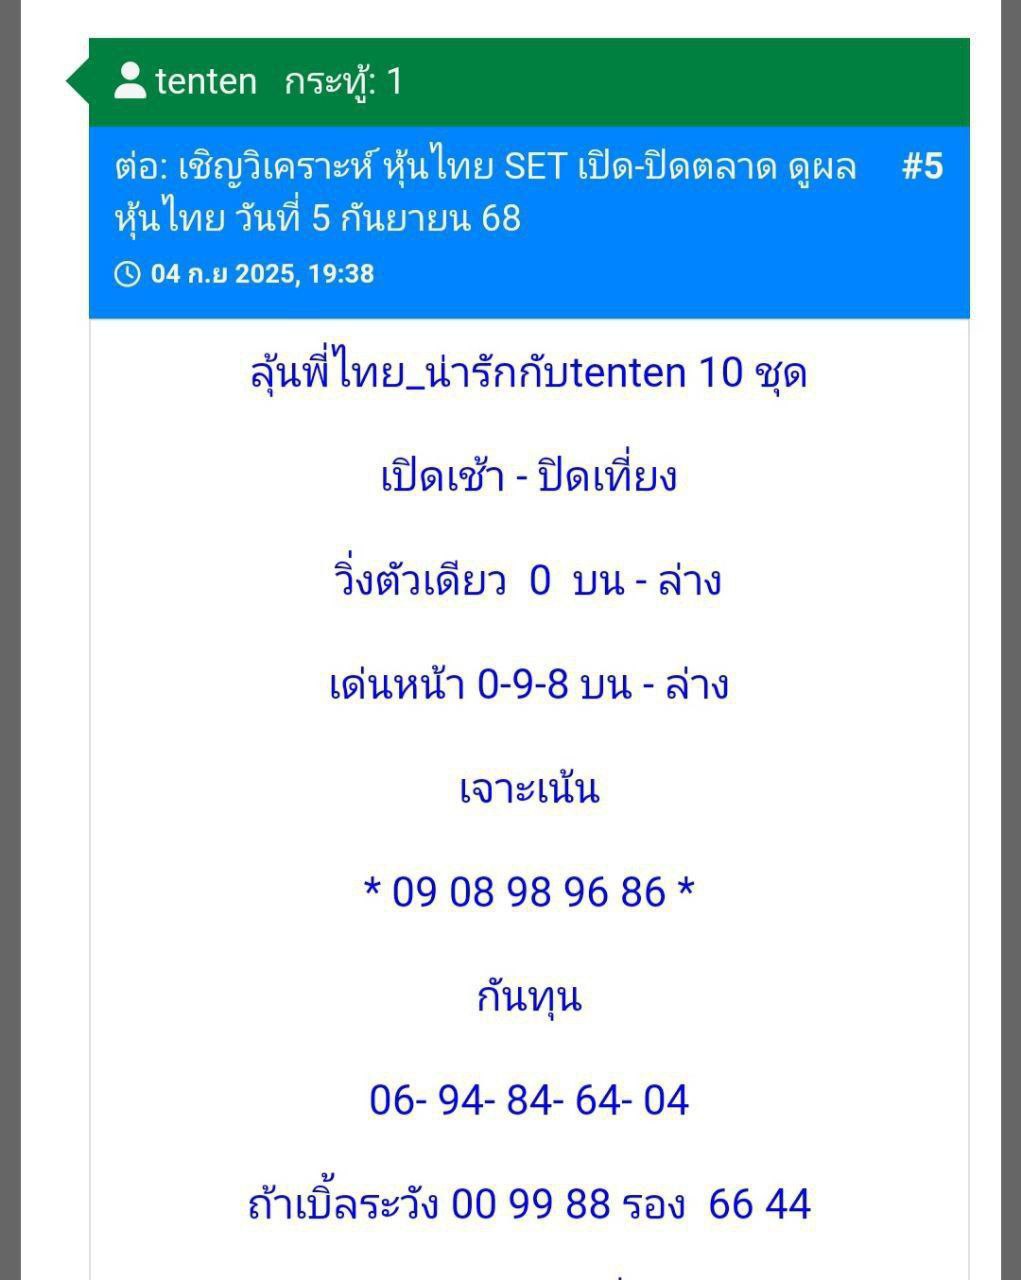 tenten กระทู้: 1
ต่อ: เชิญวิเคราะห์ หุ้นไทย SET เปิด-ปิดตลาด ดูผล #5
หุ้นไทย วันที่ 5 กันยายน 68
04 ก.ย 2025, 19:38
ลุ้นพี่ไทย_น่ารักกับtenten 10 ชุด
เปิดเช้า - ปิดเที่ยง
วิ่งตัวเดียว 0 บน - ล่าง
เด่นหน้า 0-9-8 บน - ล่าง
เจาะเน้น
* 09 08 98 96 86 *
กันทุน
06- 94- 84- 64- 04
ถ้าเบิ้ลระวัง 00 99 88 รอง 66 44